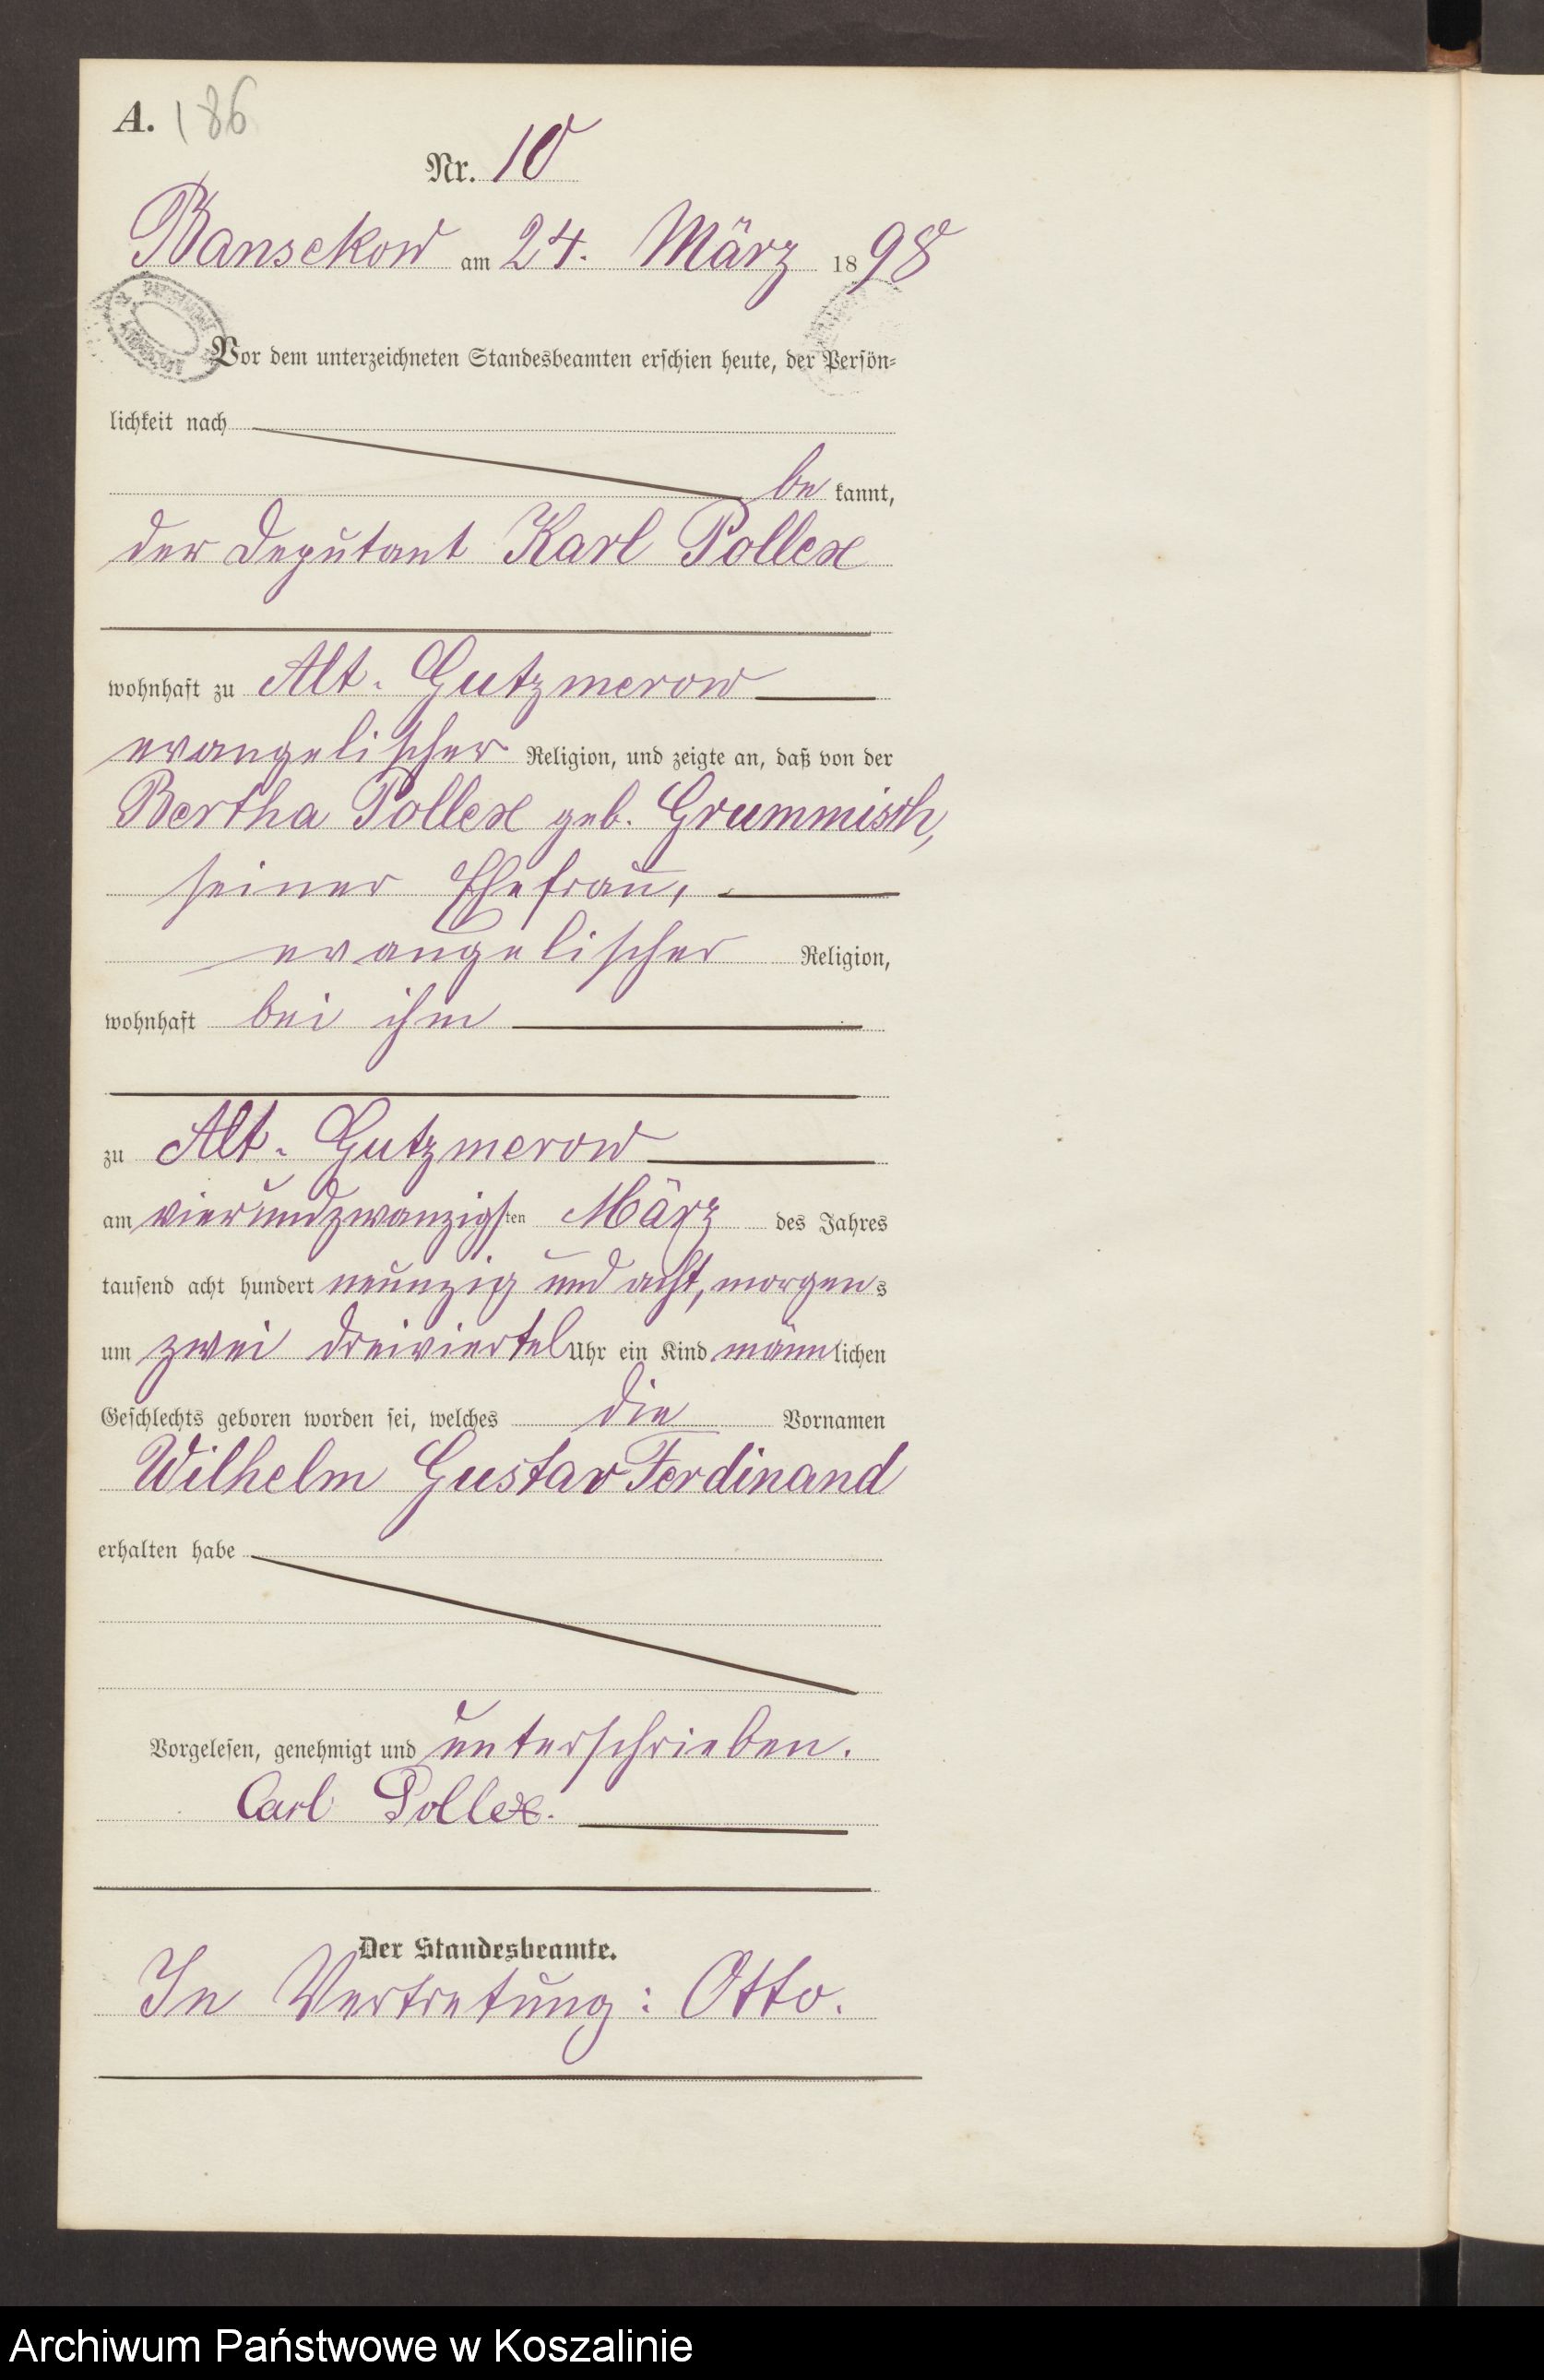 A. 186
Nr. 10
Bansekow am 24. März 1898
Vor dem unterzeichneten Standesbeamten erschien heute, der Persön-
lichkeit nach
be kannt,
der Deputant Karl Pollex
wohnhaft zu Alt-Gutzmerow
evangelischer Religion, und zeigte an, daß von der
Bertha Pollex geb. Grummisch,
seiner Ehefrau,
evangelischer Religion,
wohnhaft bei ihm
zu Alt-Gutzmerow
am vierundzwanzigsten März des Jahres
tausend acht hundert neunzig und acht, morgens
um zwei dreiviertel Uhr ein Kind männlichen
Geschlechts geboren worden sei, welches die Vornamen
Wilhelm Gustav Ferdinand
erhalten habe
Vorgelesen, genehmigt und unterschrieben.
Carl Pollex.
Der Standesbeamte.
In Vertretung: Otto.
Archiwum Państwowe w Koszalinie